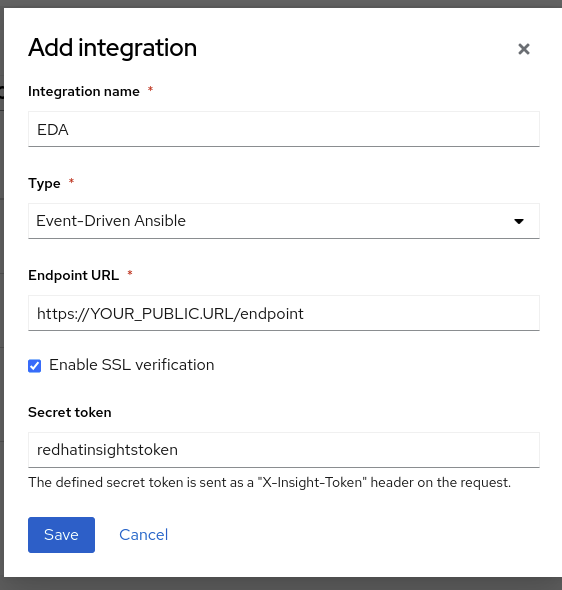 Add integration
Integration name *
EDA
Type *
Event-Driven Ansible
Endpoint URL *
https://YOUR_PUBLIC.URL/endpoint
Enable SSL verification
Secret token
redhatinsightstoken
The defined secret token is sent as a "X-Insight-Token" header on the request.
Save Cancel